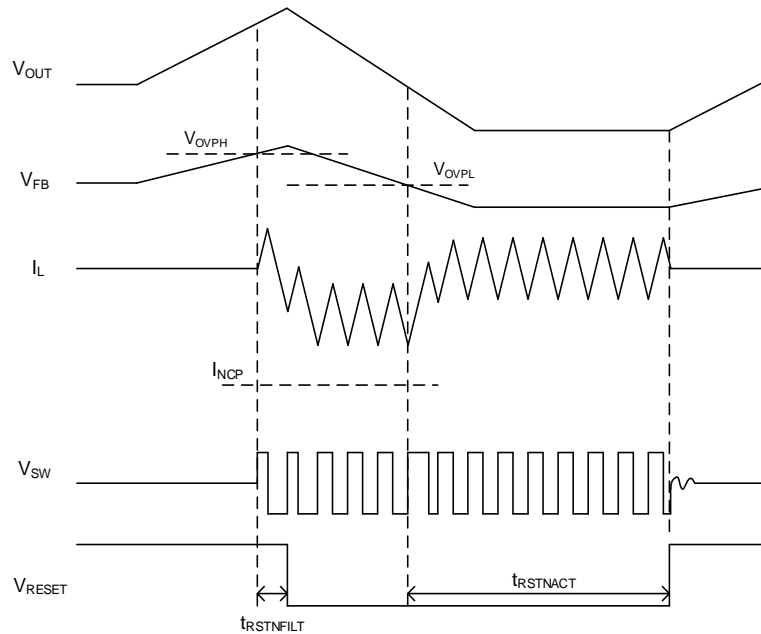 VOUT
VOVPH
VOVPL
VFB
IL
INCP
VSW
VRESET
tRSTNFILT
tRSTNACT